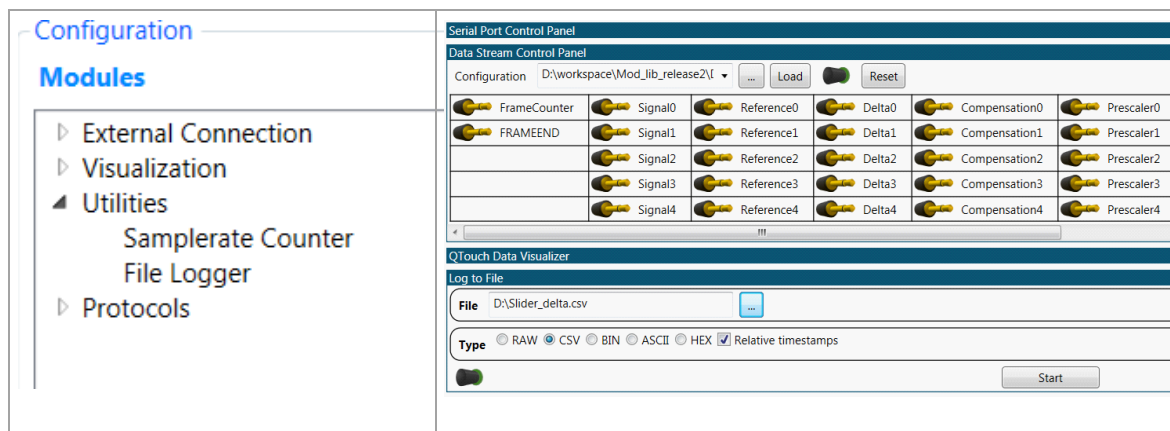 Configuration
Modules
External Connection
Visualization
Utilities
Samplerate Counter
File Logger
Protocols
Serial Port Control Panel
Data Stream Control Panel
Configuration D:\workspace\Mod_lib_release2\[ ... Load Reset
FrameCounter Signal0 Reference0 Delta0 Compensation0 Prescaler0
FRAMEEND Signal1 Reference1 Delta1 Compensation1 Prescaler1
Signal2 Reference2 Delta2 Compensation2 Prescaler2
Signal3 Reference3 Delta3 Compensation3 Prescaler3
Signal4 Reference4 Delta4 Compensation4 Prescaler4
QTouch Data Visualizer
Log to File
File D:\Slider_delta.csv ...
Type RAW CSV BIN ASCII HEX Relative timestamps
Start